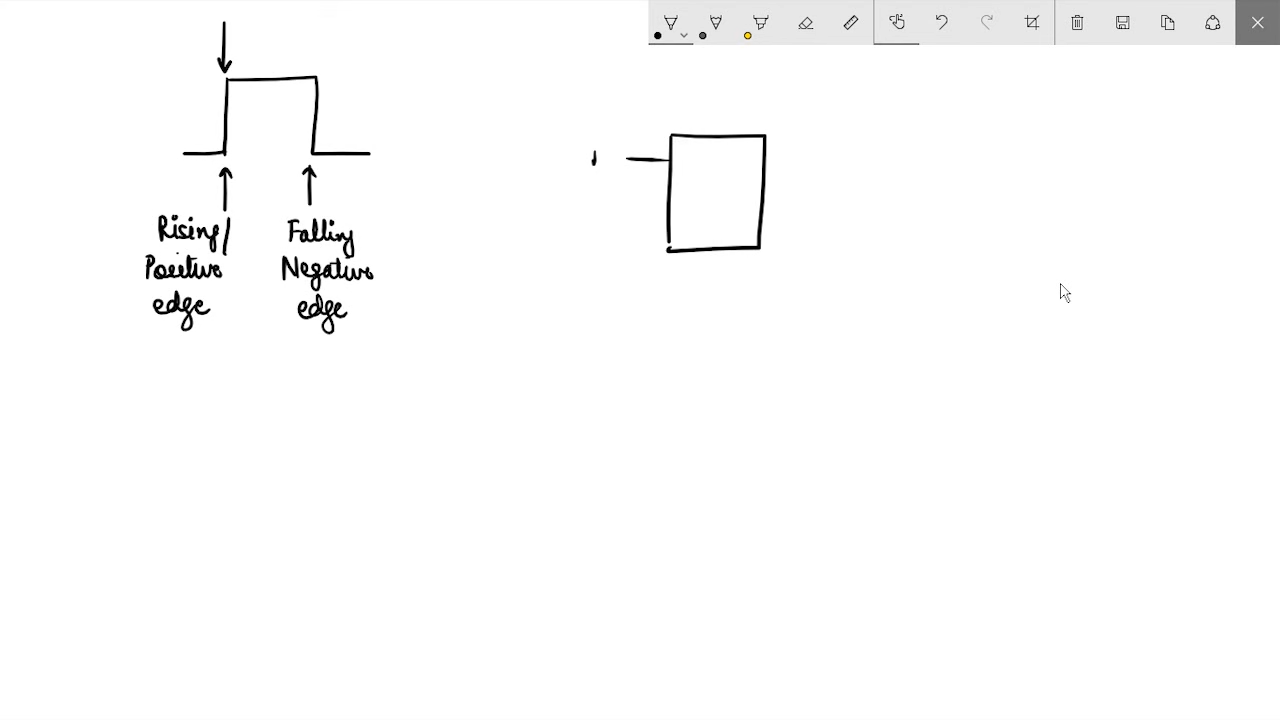 Rising/
Positive
edge
Falling
Negative
edge